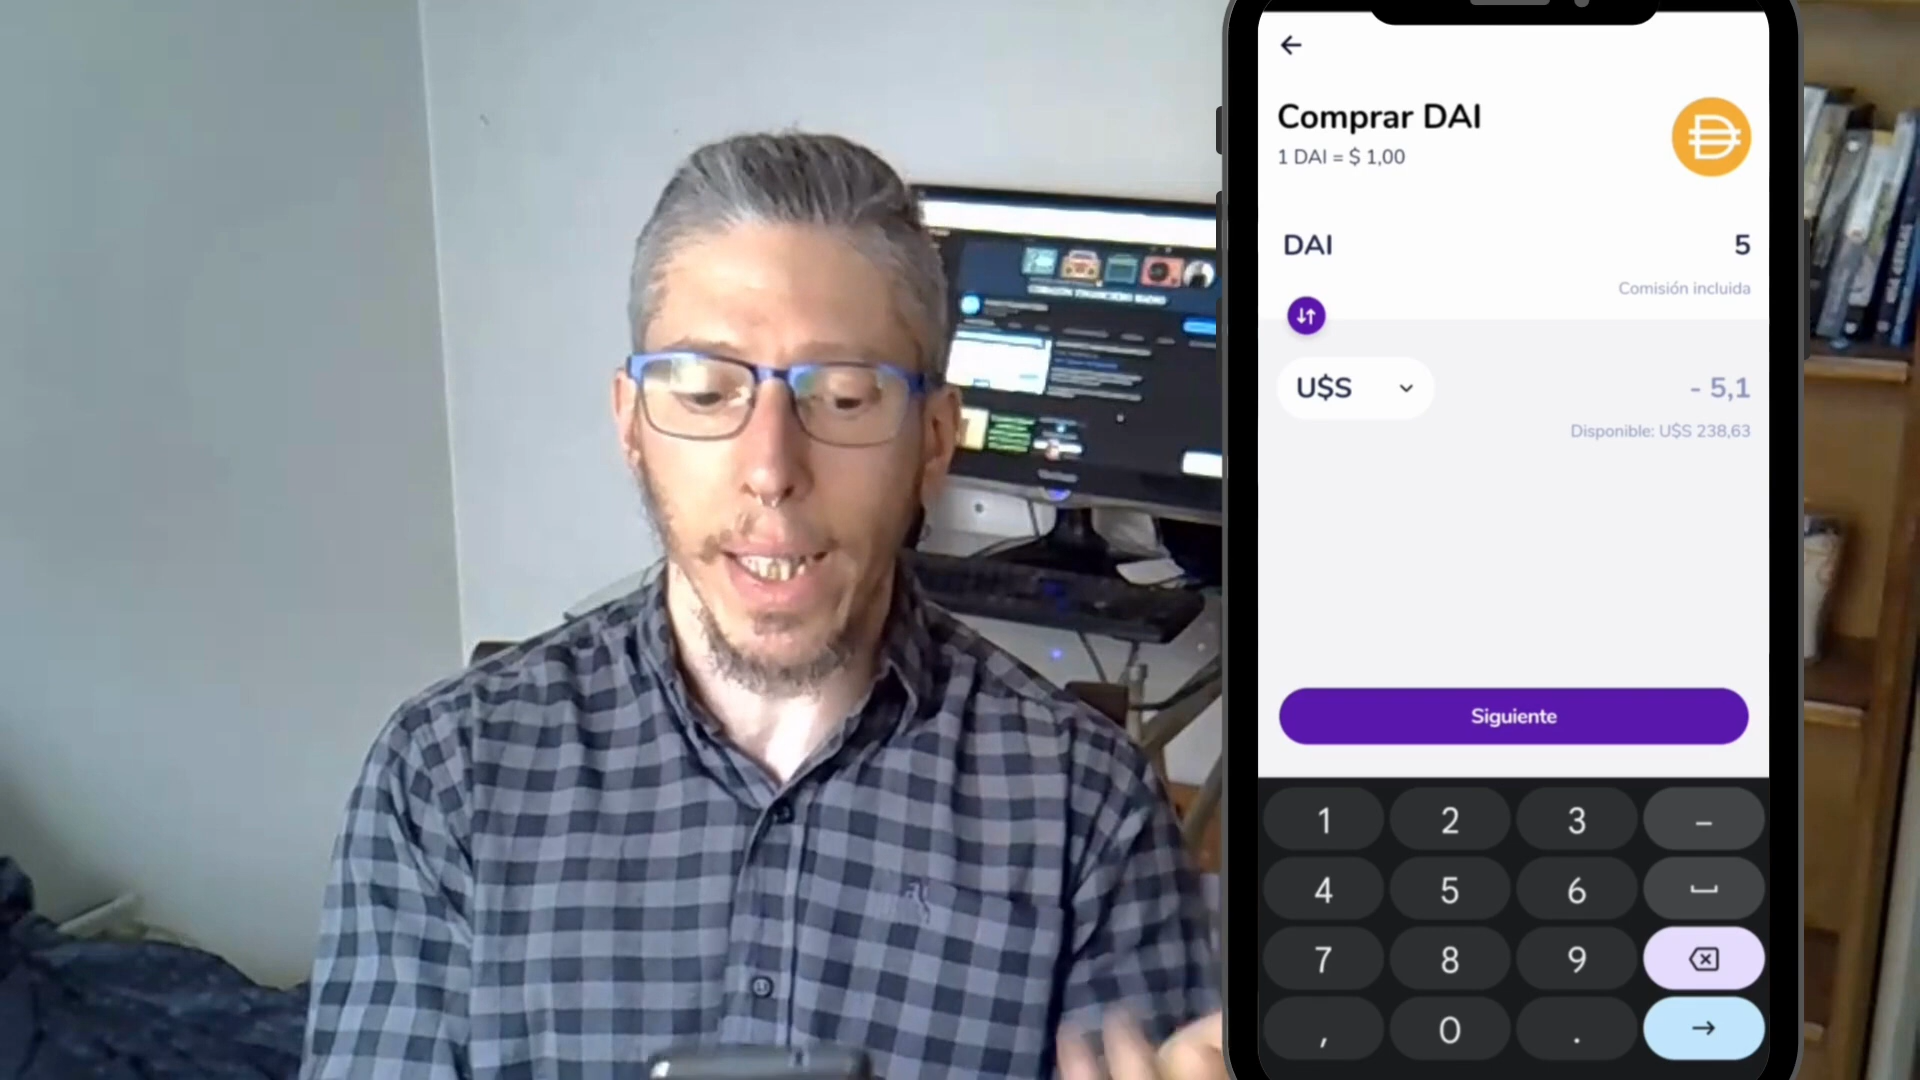 Comprar DAI
1 DAI = $ 1,00
DAI
5
Comisión incluida
U$S
- 5,1
Disponible: U$S 238,63
Siguiente
1 2 3 –
4 5 6
7 8 9
, 0 .